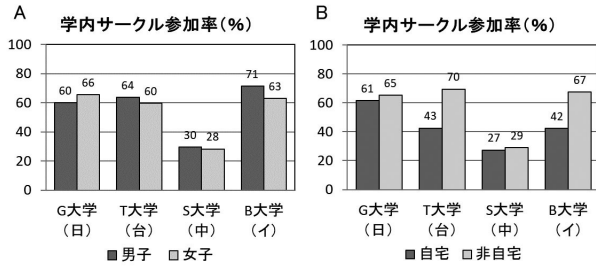 A
学内サークル参加率(%)
100
80
60
40
20
0
60
66
64
60
30
28
71
63
G大学
(日)
T大学
(台)
S大学
(中)
B大学
(イ)
男子
女子
B
学内サークル参加率(%)
100
80
60
40
20
0
61
65
43
70
27
29
42
67
G大学
(日)
T大学
(台)
S大学
(中)
B大学
(イ)
自宅
非自宅